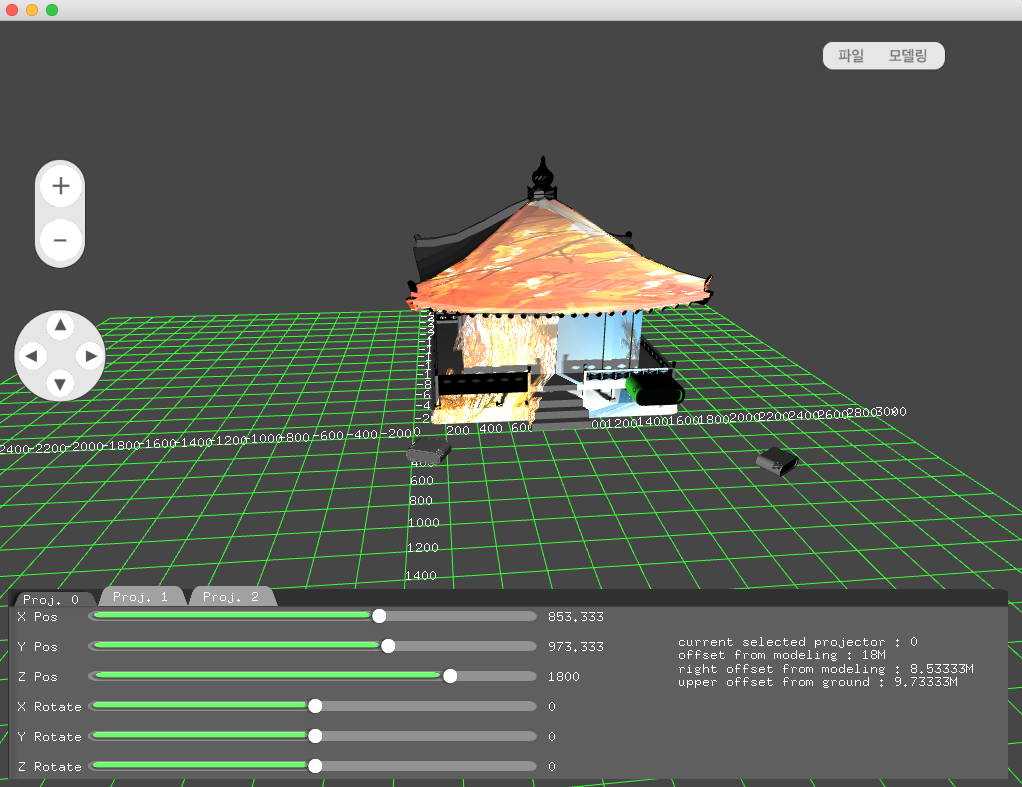 파일 모델링
-8
-6
-4
-2
2400-2200-2000-1800-1600-1400-1200-1000-800 -600 -400 -200 0 200 400 600 1200 1400 1600 1800 2000 2200 2400 2600 2800 3000
400
600
800
1000
1200
1400
Proj. 0 Proj. 1 Proj. 2
X Pos 853.333
Y Pos 973.333
Z Pos 1800
X Rotate 0
Y Rotate 0
Z Rotate 0
current selected projector : 0
offset from modeling : 18M
right offset from modeling : 8.53333M
upper offset from ground : 9.73333M